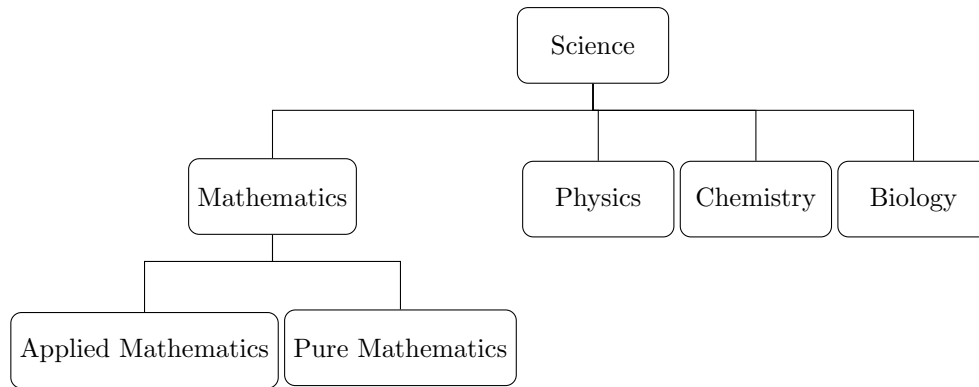 Science
Mathematics
Physics
Chemistry
Biology
Applied Mathematics
Pure Mathematics